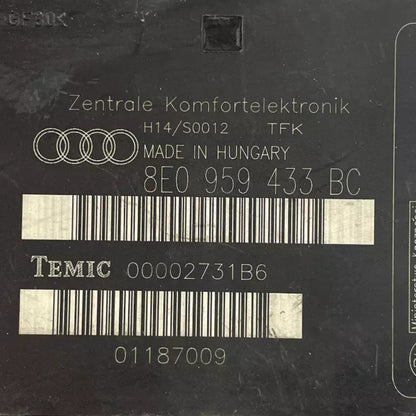 Zentrale Komfortelektronik
H14/S0012 TFK
MADE IN HUNGARY
8E0 959 433 BC
TEMIC 00002731B6
01187009